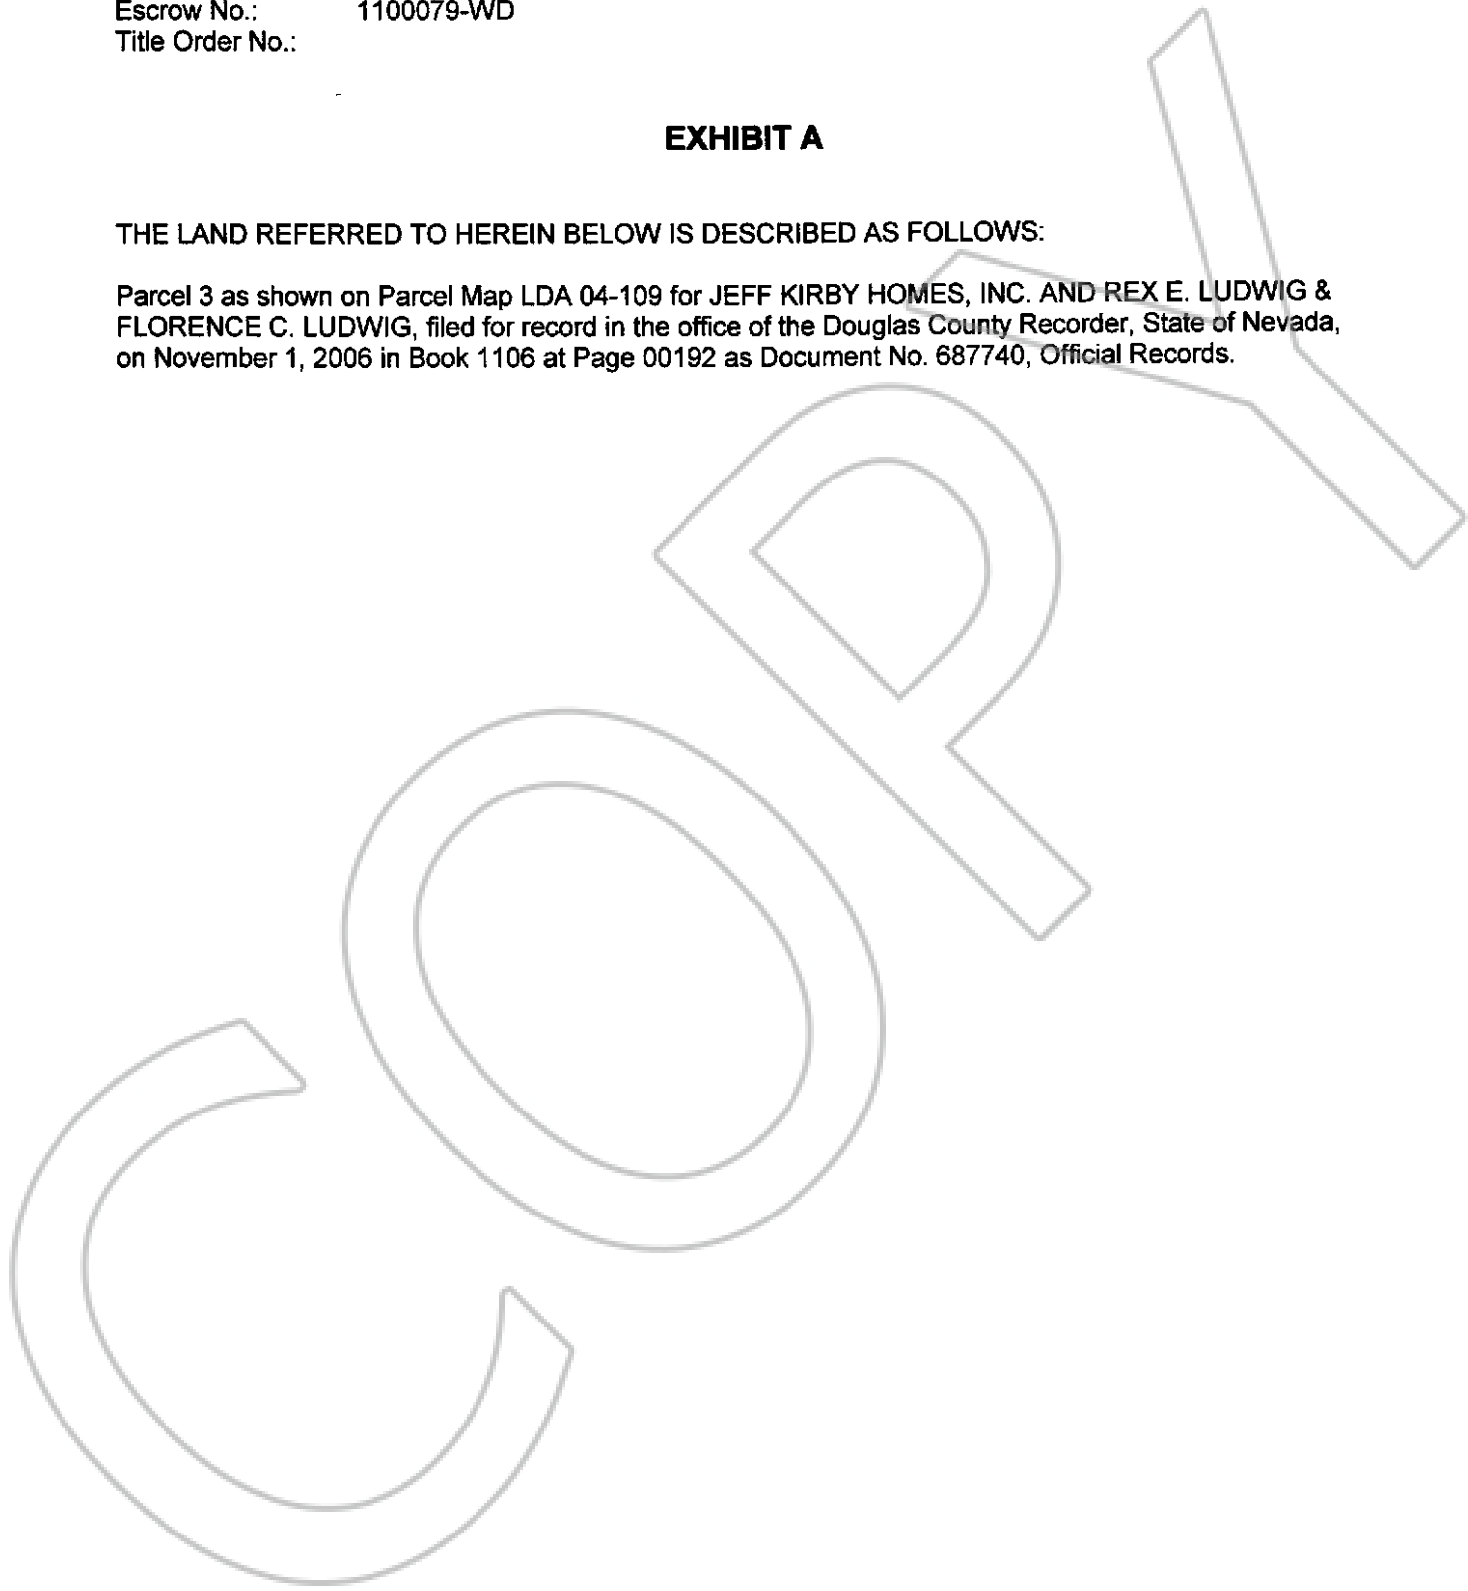 Escrow No.: 1100079-WD
Title Order No.:
EXHIBIT A
THE LAND REFERRED TO HEREIN BELOW IS DESCRIBED AS FOLLOWS:
Parcel 3 as shown on Parcel Map LDA 04-109 for JEFF KIRBY HOMES, INC. AND REX E. LUDWIG &
FLORENCE C. LUDWIG, filed for record in the office of the Douglas County Recorder, State of Nevada,
on November 1, 2006 in Book 1106 at Page 00192 as Document No. 687740, Official Records.
COPY